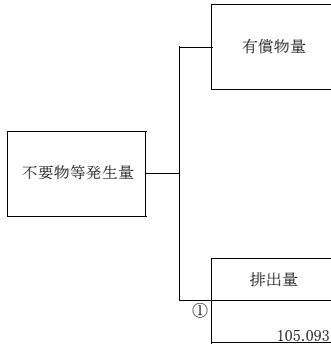 有償物量
不要物等発生量
排出量
①
105.093